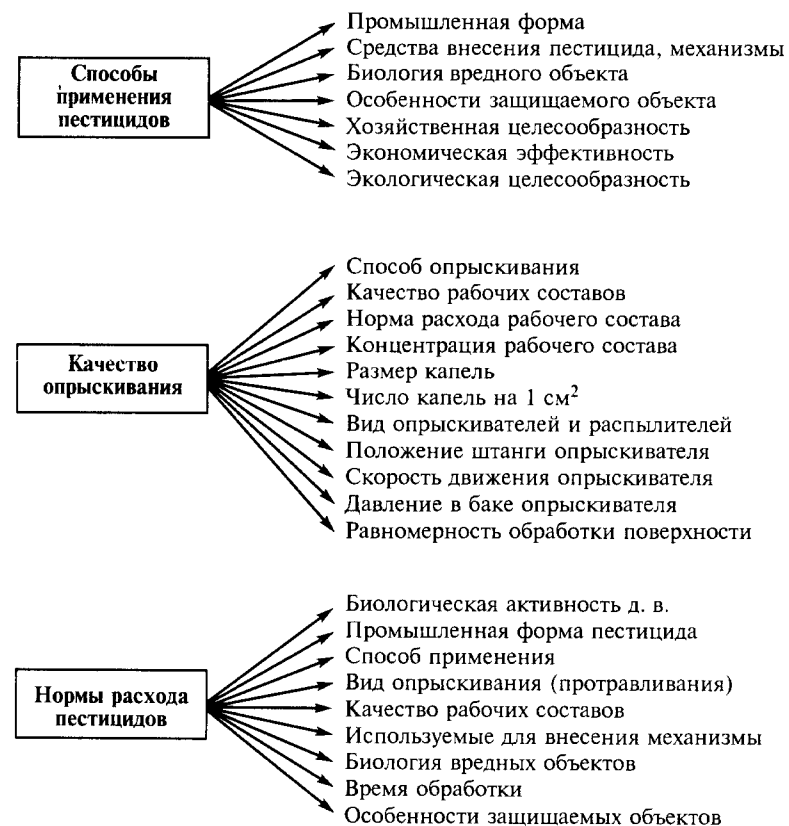 Способы
применения
пестицидов
Промышленная форма
Средства внесения пестицида, механизмы
Биология вредного объекта
Особенности защищаемого объекта
Хозяйственная целесообразность
Экономическая эффективность
Экологическая целесообразность
Качество
опрыскивания
Способ опрыскивания
Качество рабочих составов
Норма расхода рабочего состава
Концентрация рабочего состава
Размер капель
Число капель на 1 см²
Вид опрыскивателей и распылителей
Положение штанги опрыскивателя
Скорость движения опрыскивателя
Давление в баке опрыскивателя
Равномерность обработки поверхности
Нормы расхода
пестицидов
Биологическая активность д. в.
Промышленная форма пестицида
Способ применения
Вид опрыскивания (протравливания)
Качество рабочих составов
Используемые для внесения механизмы
Биология вредных объектов
Время обработки
Особенности защищаемых объектов